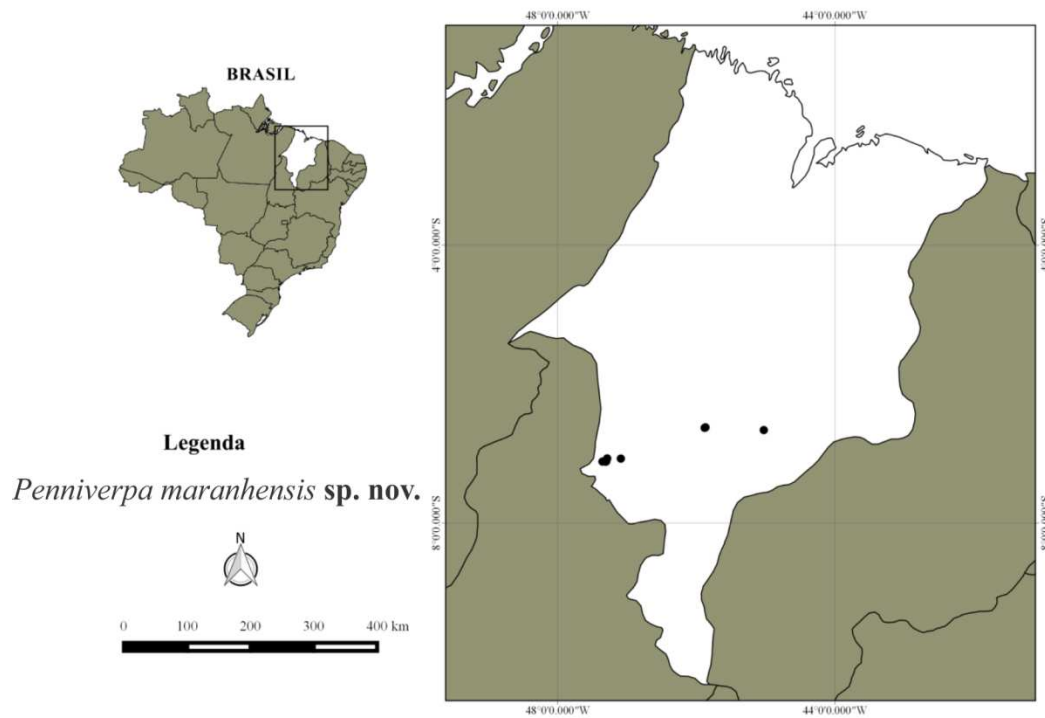 BRASIL
Legenda
Penniverpa maranhensis sp. nov.
N
0 100 200 300 400 km
48°0'0.000"W 44°0'0.000"W
4°0'0.000"S 4°0'0.000"S
8°0'0.000"S 8°0'0.000"S
48°0'0.000"W 44°0'0.000"W